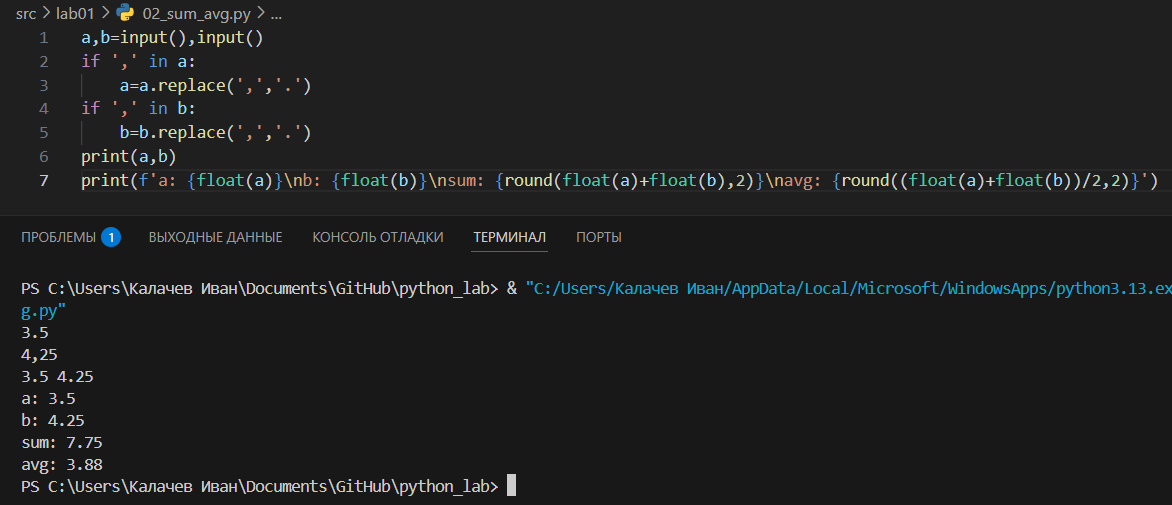 src > lab01 > 02_sum_avg.py > ...
1 a,b=input(),input()
2 if ',' in a:
3     a=a.replace(',','.')
4 if ',' in b:
5     b=b.replace(',','.')
6 print(a,b)
7 print(f'a: {float(a)}\nb: {float(b)}\nsum: {round(float(a)+float(b),2)}\navg: {round((float(a)+float(b))/2,2)}')
ПРОБЛЕМЫ 1 ВЫХОДНЫЕ ДАННЫЕ КОНСОЛЬ ОТЛАДКИ ТЕРМИНАЛ ПОРТЫ
PS C:\Users\Калачев Иван\Documents\GitHub\python_lab> & "C:/Users/Калачев Иван/AppData/Local/Microsoft/WindowsApps/python3.13.ex
g.py"
3.5
4,25
3.5 4.25
a: 3.5
b: 4.25
sum: 7.75
avg: 3.88
PS C:\Users\Калачев Иван\Documents\GitHub\python_lab>